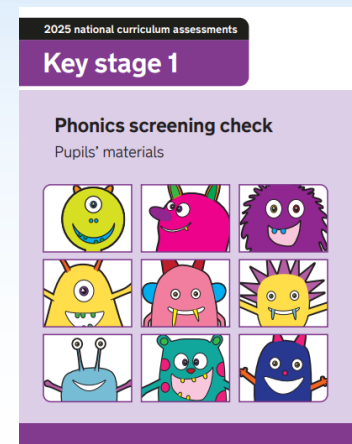 2025 national curriculum assessments
Key stage 1
Phonics screening check
Pupils’ materials